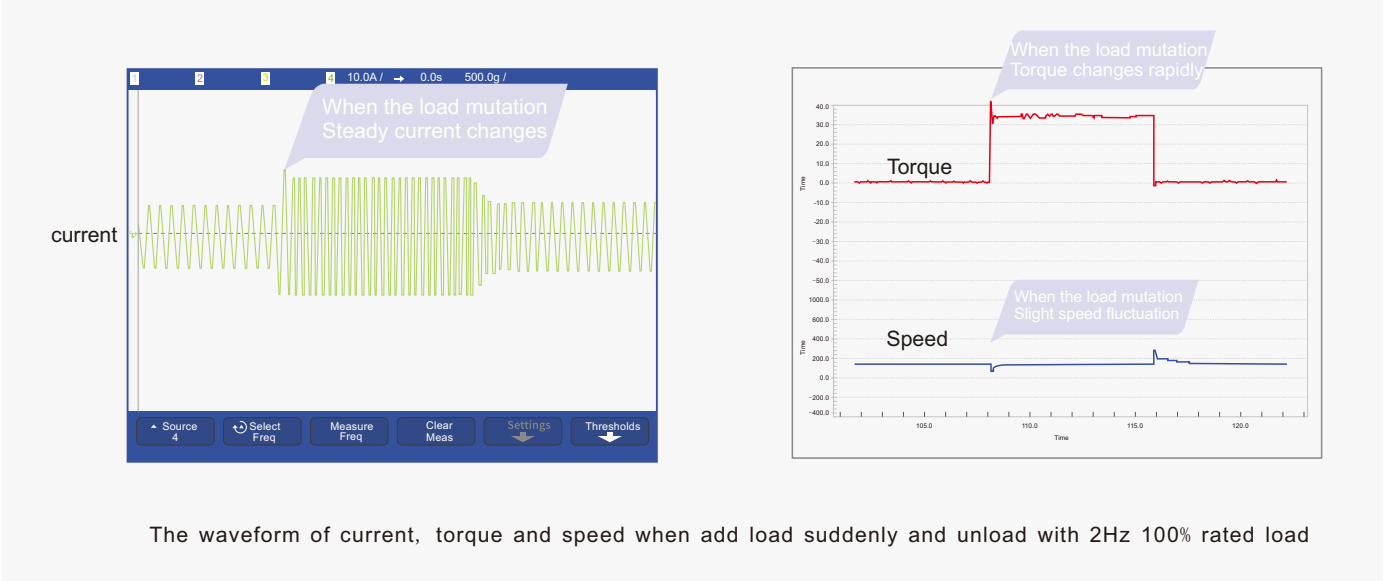 1 2 3 4 10.0A / → 0.0s 500.0g /
When the load mutation
Steady current changes
current
Source
4
Select
Freq
Measure
Freq
Clear
Meas
Settings
Thresholds
When the load mutation
Torque changes rapidly
40.0
30.0
20.0
10.0
0.0
-10.0
-20.0
-30.0
-40.0
-50.0
Time
Torque
When the load mutation
Slight speed fluctuation
1000.0
600.0
400.0
200.0
0.0
-200.0
-400.0
Time
Speed
105.0 110.0 115.0 120.0
Time
The waveform of current, torque and speed when add load suddenly and unload with 2Hz 100% rated load